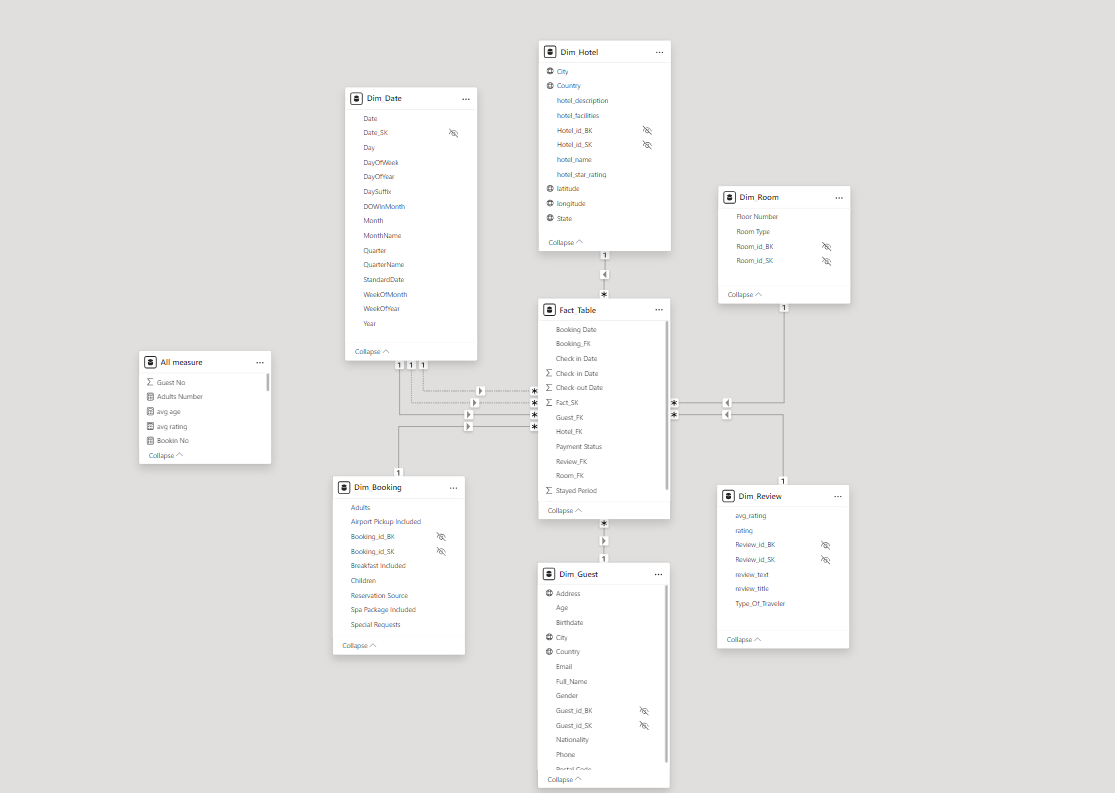 Dim_Hotel
City
Country
hotel_description
hotel_facilities
Hotel_id_BK
Hotel_id_SK
hotel_name
hotel_star_rating
latitude
longitude
State
Collapse
Dim_Date
Date
Date_SK
Day
DayOfWeek
DayOfYear
DaySuffix
DOWInMonth
Month
MonthName
Quarter
QuarterName
StandardDate
WeekOfMonth
WeekOfYear
Year
Collapse
Dim_Room
Floor Number
Room Type
Room_id_BK
Room_id_SK
Collapse
Fact_Table
Booking Date
Booking_FK
Check in Date
Check-in Date
Check-out Date
Fact_SK
Guest_FK
Hotel_FK
Payment Status
Review_FK
Room_FK
Stayed Period
Collapse
All measure
Guest No
Adults Number
avg age
avg rating
Bookin No
Collapse
Dim_Booking
Adults
Airport Pickup Included
Booking_id_BK
Booking_id_SK
Breakfast Included
Children
Reservation Source
Spa Package Included
Special Requests
Collapse
Dim_Review
avg_rating
rating
Review_id_BK
Review_id_SK
review_text
review_title
Type_Of_Traveler
Collapse
Dim_Guest
Address
Age
Birthdate
City
Country
Email
Full_Name
Gender
Guest_id_BK
Guest_id_SK
Nationality
Phone
Postal Code
Collapse
1
*
1
1
1
1
*
*
*
*
*
*
1
1
1
*
1